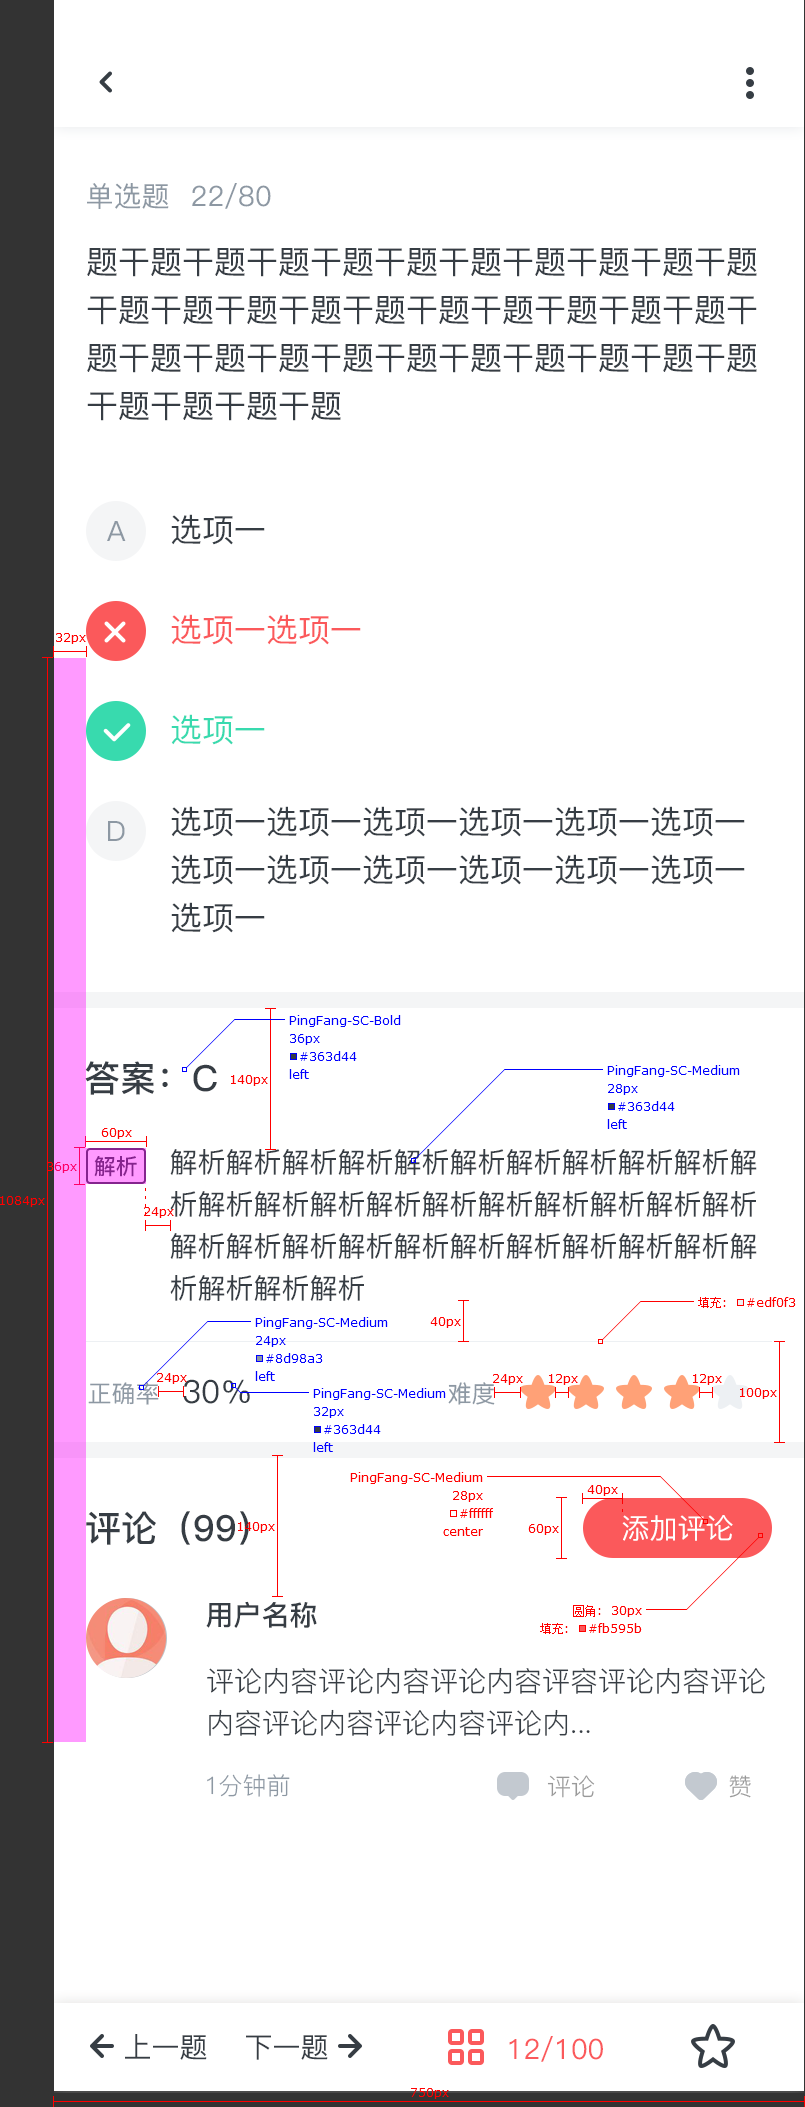 单选题 22/80
题干题干题干题干题干题干题干题干题干题干题
干题干题干题干题干题干题干题干题干题干题干
题干题干题干题干题干题干题干题干题干题干题
干题干题干题干题
A 选项一
32px
选项一选项一
选项一
D 选项一选项一选项一选项一选项一选项一
选项一选项一选项一选项一选项一选项一
选项一
PingFang-SC-Bold
36px
#363d44
left
答案：C
140px
PingFang-SC-Medium
28px
#363d44
left
60px
36px
解析
解析解析解析解析解析解析解析解析解析解析解
析解析解析解析解析解析解析解析解析解析解析
解析解析解析解析解析解析解析解析解析解析解
析解析解析解析
1084px
24px
40px
填充：#edf0f3
PingFang-SC-Medium
24px
#8d98a3
left
正确率
24px
30%
PingFang-SC-Medium
32px
#363d44
left
难度
24px
12px
12px
100px
PingFang-SC-Medium
28px
#ffffff
center
评论（99）
140px
40px
60px
添加评论
圆角：30px
填充：#fb595b
用户名称
评论内容评论内容评论内容评容评论内容评论
内容评论内容评论内容评论内...
1分钟前 评论 赞
上一题 下一题 12/100
750px